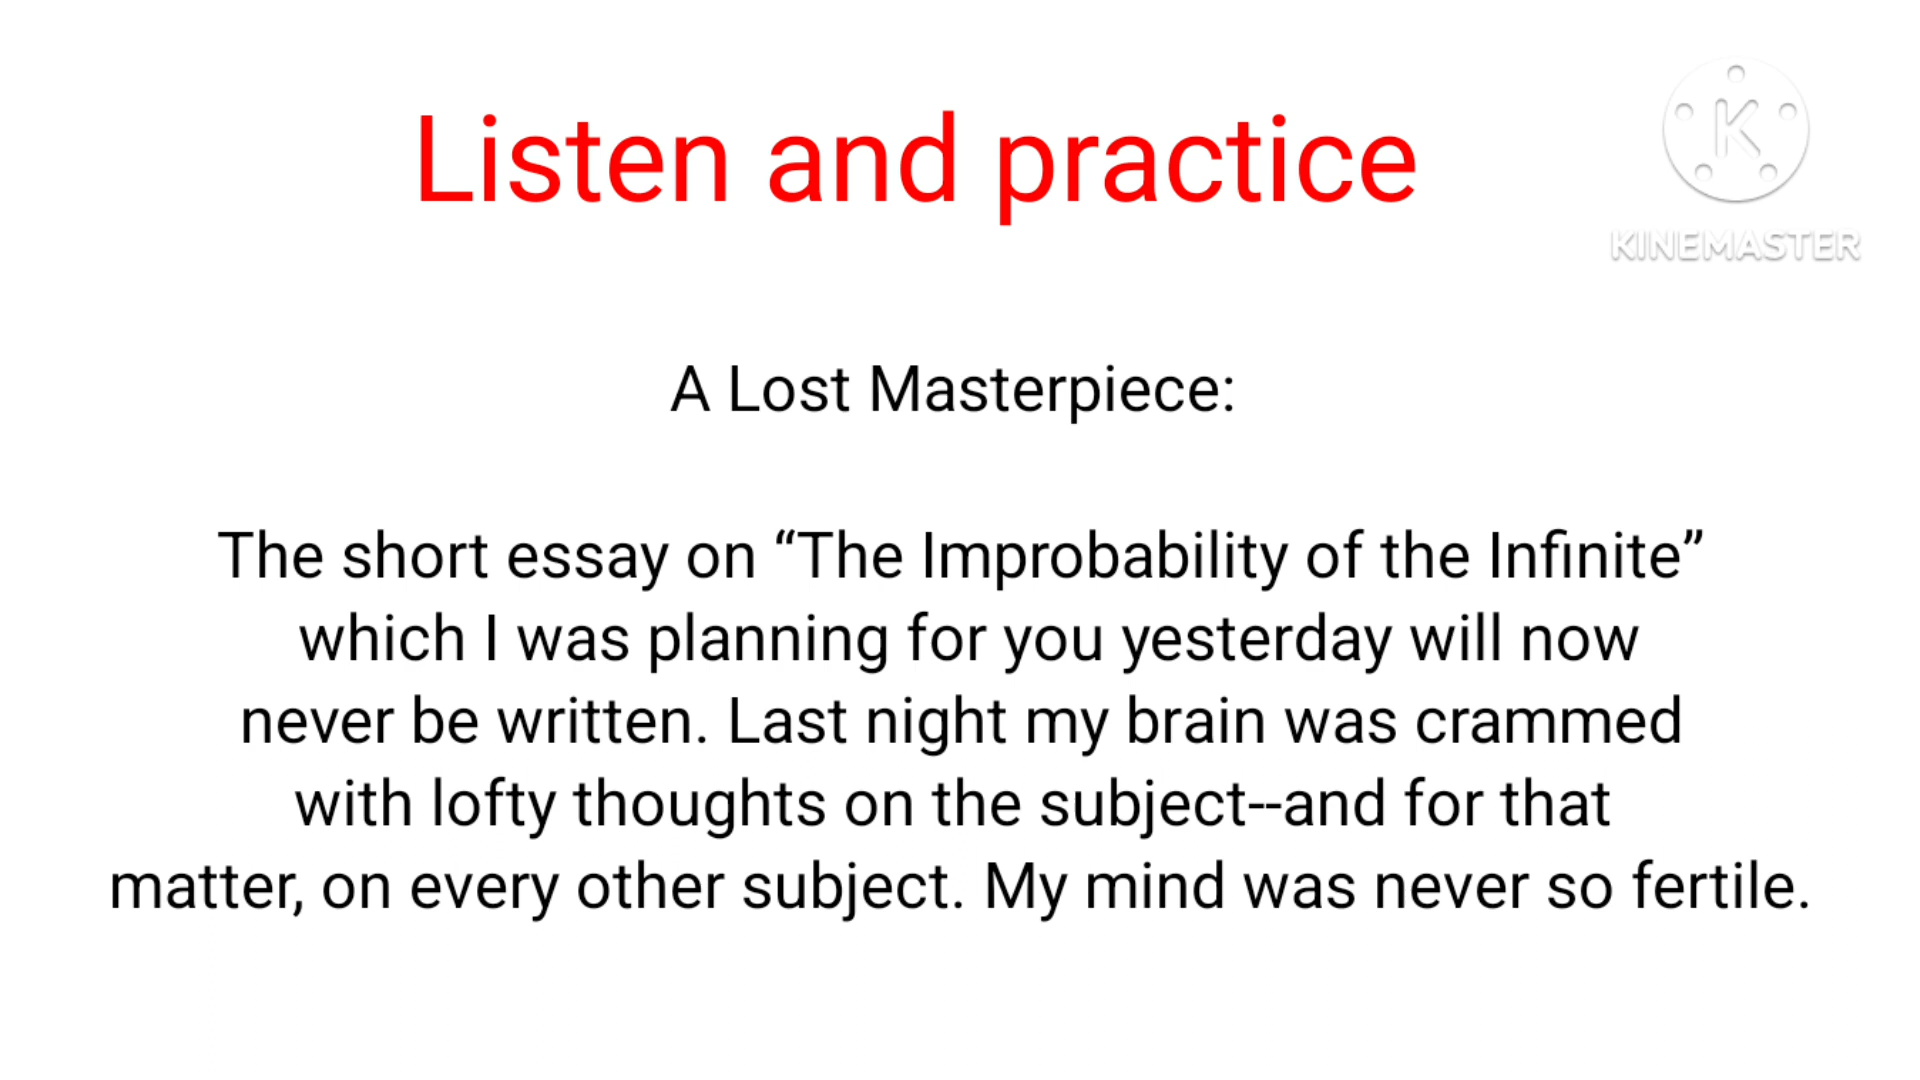 Listen and practice
KINEMASTER
A Lost Masterpiece:
The short essay on “The Improbability of the Infinite”
which I was planning for you yesterday will now
never be written. Last night my brain was crammed
with lofty thoughts on the subject--and for that
matter, on every other subject. My mind was never so fertile.